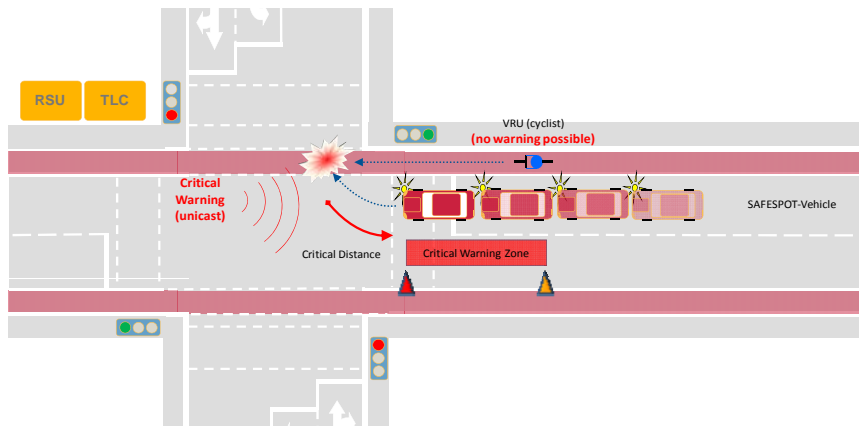 RSU
TLC
VRU (cyclist)
(no warning possible)
Critical
Warning
(unicast)
SAFESPOT-Vehicle
Critical Distance
Critical Warning Zone